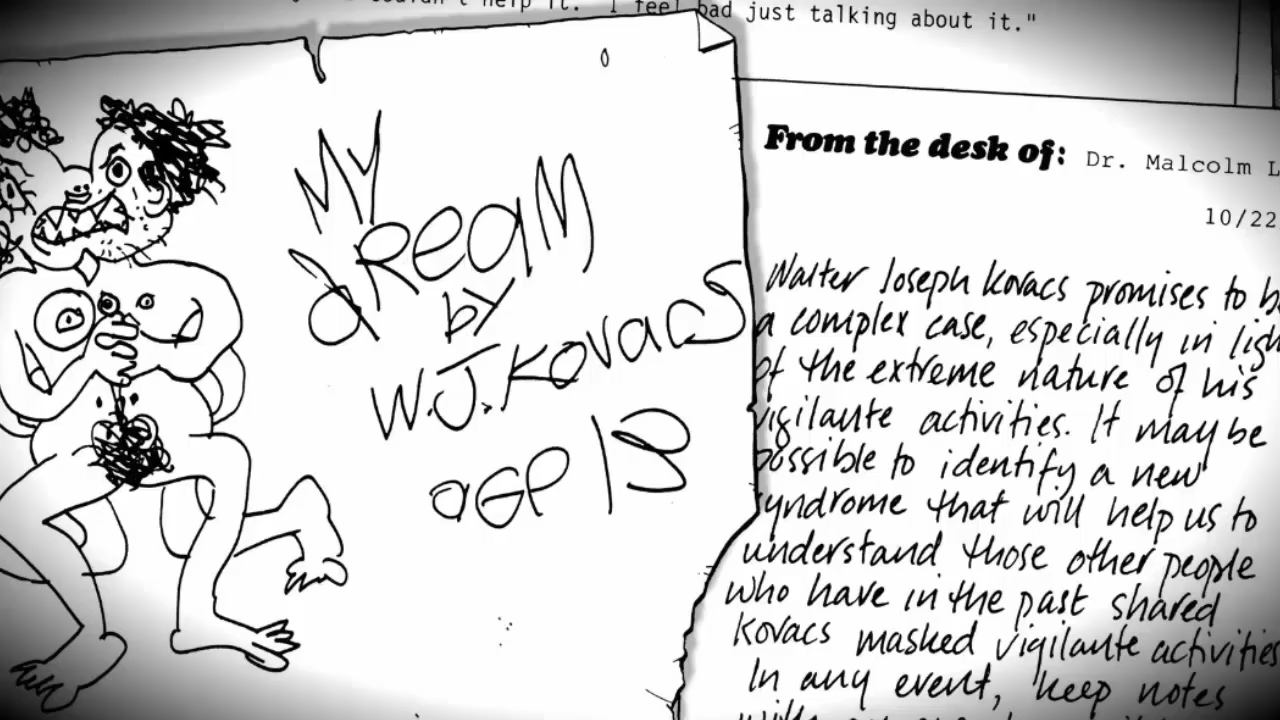 help it. "I feel bad just talking about it."
MY
dREaM
by
W.J. Kovacs
age 13
From the desk of: Dr. Malcolm L
10/22
Walter Joseph Kovacs promises to b
a complex case, especially in ligh
of the extreme nature of his
vigilante activities. It may be
possible to identify a new
syndrome that will help us to
understand those other people
who have in the past shared
Kovacs masked vigilante activities
In any event, keep notes